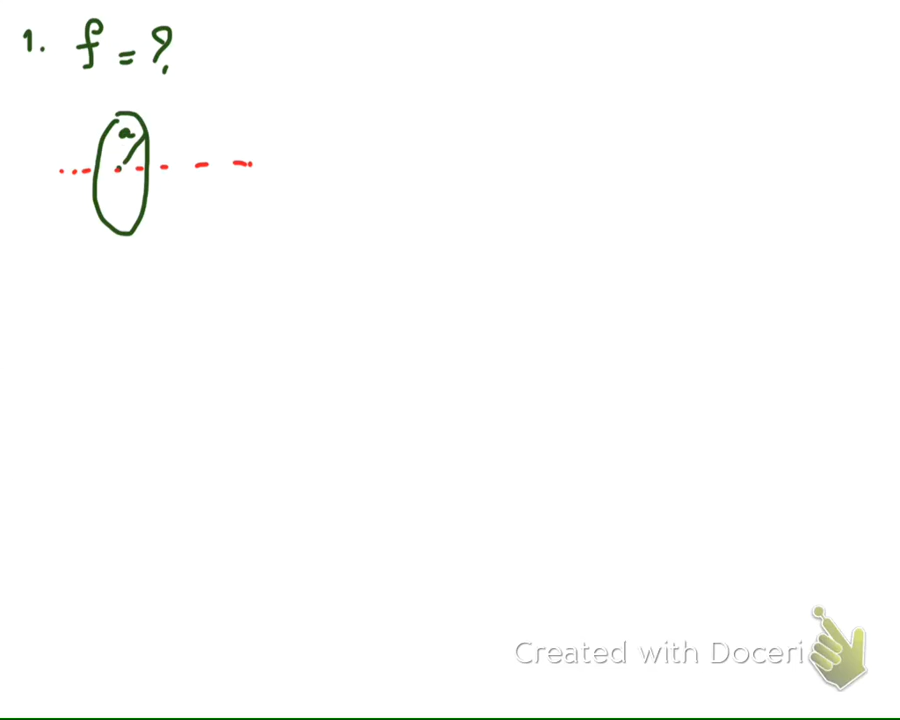 1. f = ?
a
Created with Doceri